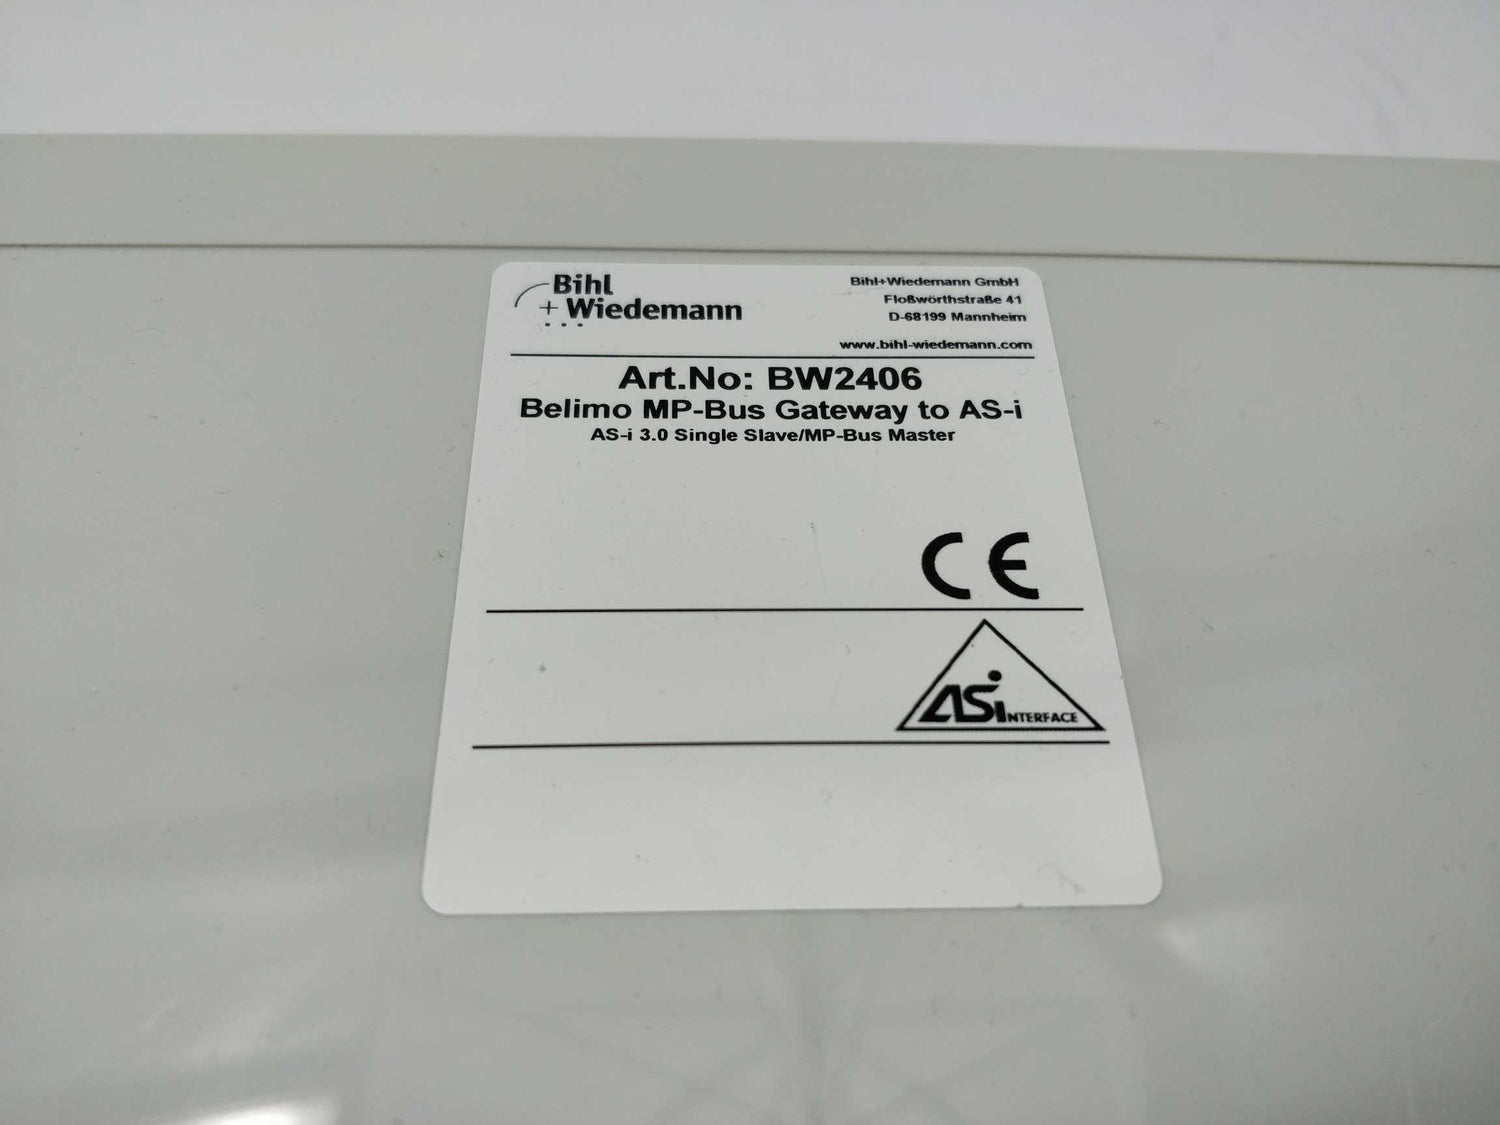 Bihl
+ Wiedemann
Bihl+Wiedemann GmbH
Floßwörthstraße 41
D-68199 Mannheim
www.bihl-wiedemann.com
Art.No: BW2406
Belimo MP-Bus Gateway to AS-i
AS-i 3.0 Single Slave/MP-Bus Master
CE
ASi INTERFACE